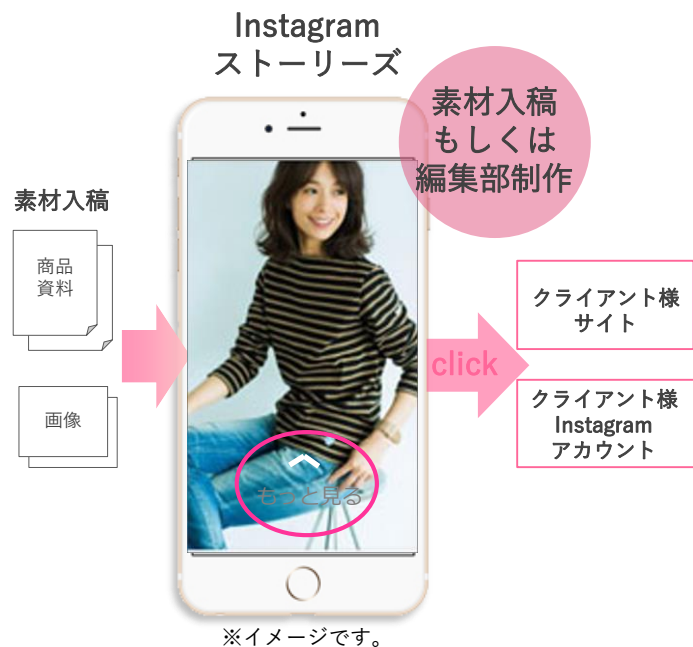 Instagram
ストーリーズ
素材入稿
もしくは
編集部制作
素材入稿
商品
資料
画像
もっと見る
click
クライアント様
サイト
クライアント様
Instagram
アカウント
※イメージです。